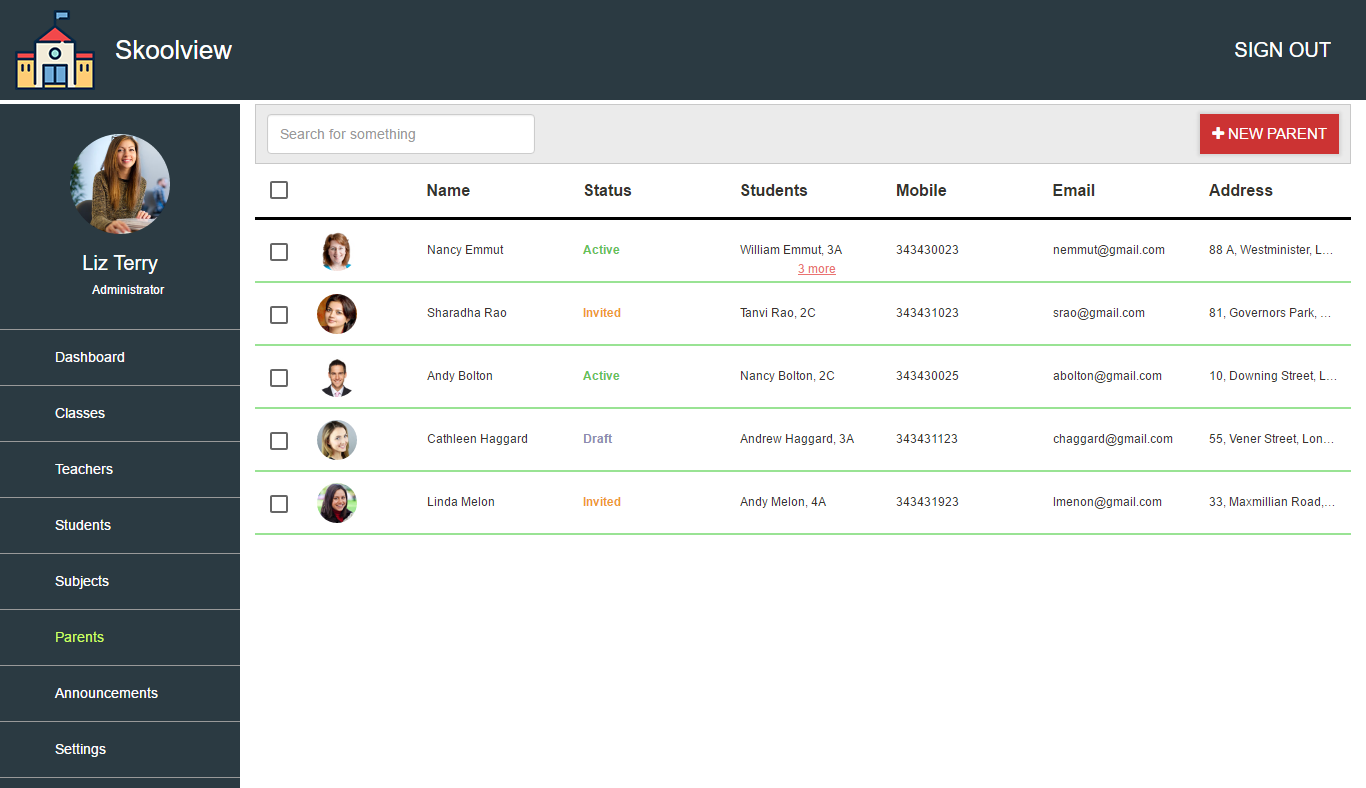 Skoolview
SIGN OUT
Liz Terry
Administrator
Dashboard
Classes
Teachers
Students
Subjects
Parents
Announcements
Settings
Search for something
NEW PARENT
Name Status Students Mobile Email Address
Nancy Emmut Active William Emmut, 3A 343430023 nemmut@gmail.com 88 A, Westminister, L...
3 more
Sharadha Rao Invited Tanvi Rao, 2C 343431023 srao@gmail.com 81, Governors Park, ...
Andy Bolton Active Nancy Bolton, 2C 343430025 abolton@gmail.com 10, Downing Street, L...
Cathleen Haggard Draft Andrew Haggard, 3A 343431123 chaggard@gmail.com 55, Vener Street, Lon...
Linda Melon Invited Andy Melon, 4A 343431923 lmenon@gmail.com 33, Maxmillian Road,...